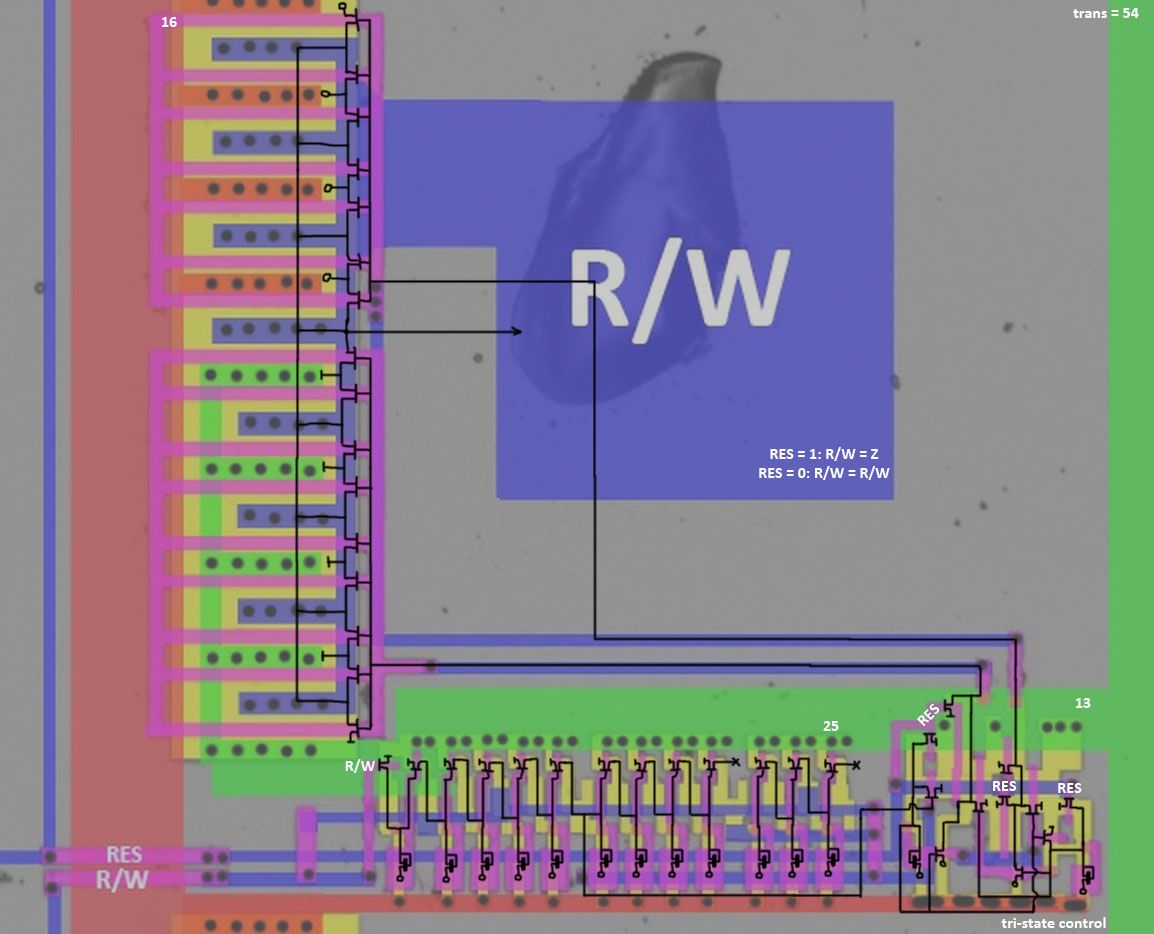 16
trans = 54
R/W
RES = 1: R/W = Z
RES = 0: R/W = R/W
RES
13
25
R/W
RES
RES
RES
R/W
tri-state control